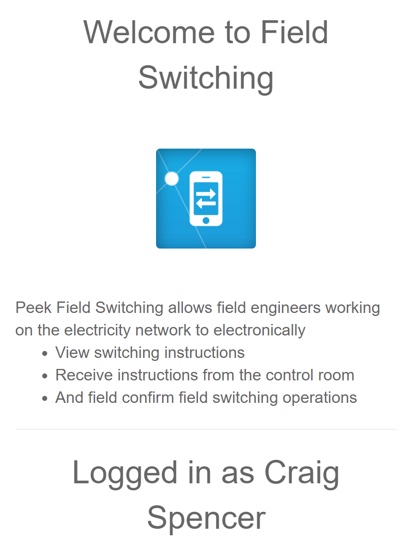 Welcome to Field
Switching
Peek Field Switching allows field engineers working
on the electricity network to electronically
• View switching instructions
• Receive instructions from the control room
• And field confirm field switching operations
Logged in as Craig
Spencer